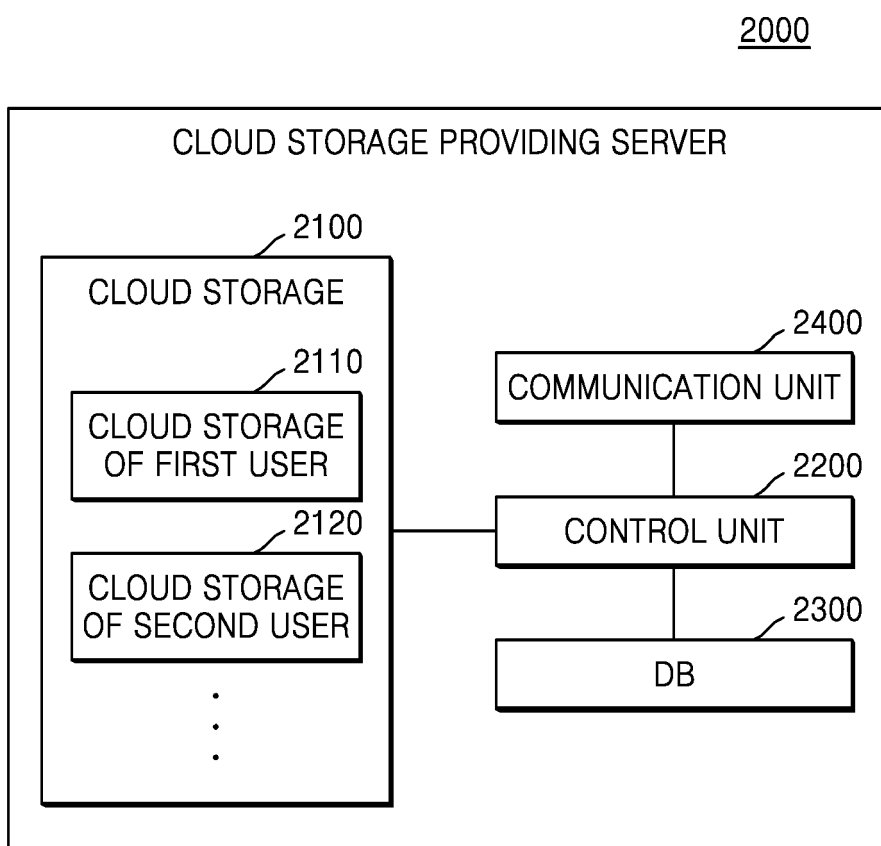 2000
CLOUD STORAGE PROVIDING SERVER
2100
CLOUD STORAGE
2110
CLOUD STORAGE
OF FIRST USER
2120
CLOUD STORAGE
OF SECOND USER
2400
COMMUNICATION UNIT
2200
CONTROL UNIT
2300
DB